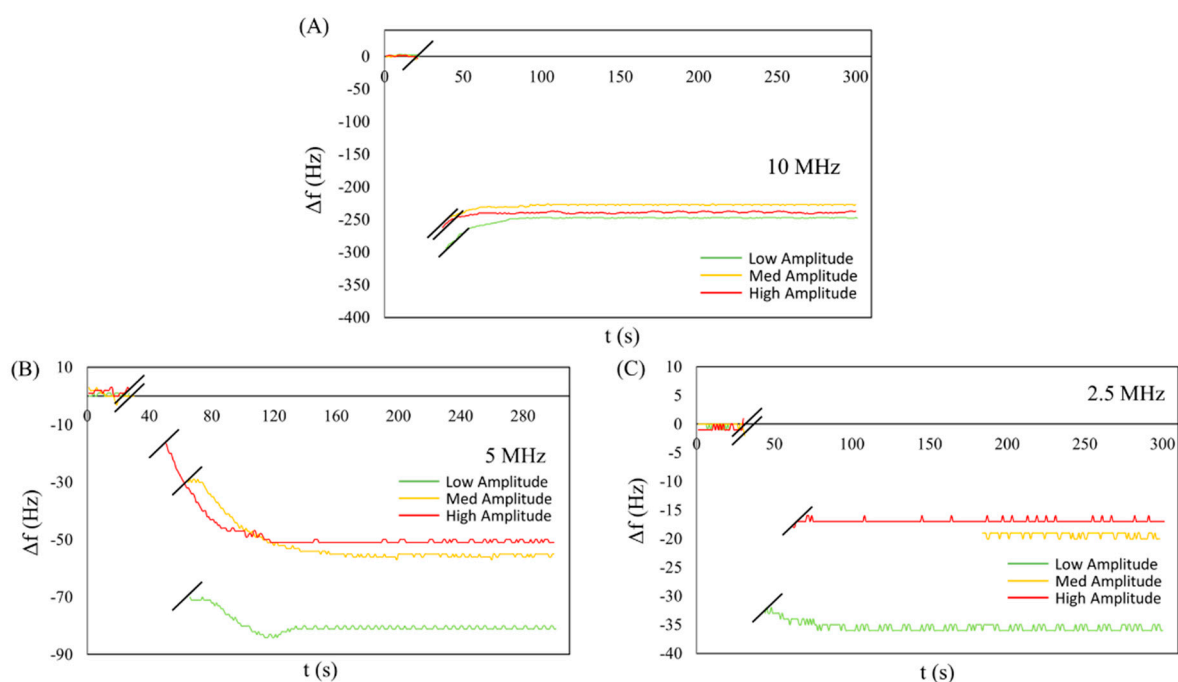 (A)
0
-50
-100
-150
-200
-250
-300
-350
-400
0 50 100 150 200 250 300
Δf (Hz)
10 MHz
Low Amplitude
Med Amplitude
High Amplitude
t (s)
(B)
10
-10
-30
-50
-70
-90
0 40 80 120 160 200 240 280
Δf (Hz)
5 MHz
Low Amplitude
Med Amplitude
High Amplitude
t (s)
(C)
10
5
0
-5
-10
-15
-20
-25
-30
-35
-40
0 50 100 150 200 250 300
Δf (Hz)
2.5 MHz
Low Amplitude
Med Amplitude
High Amplitude
t (s)